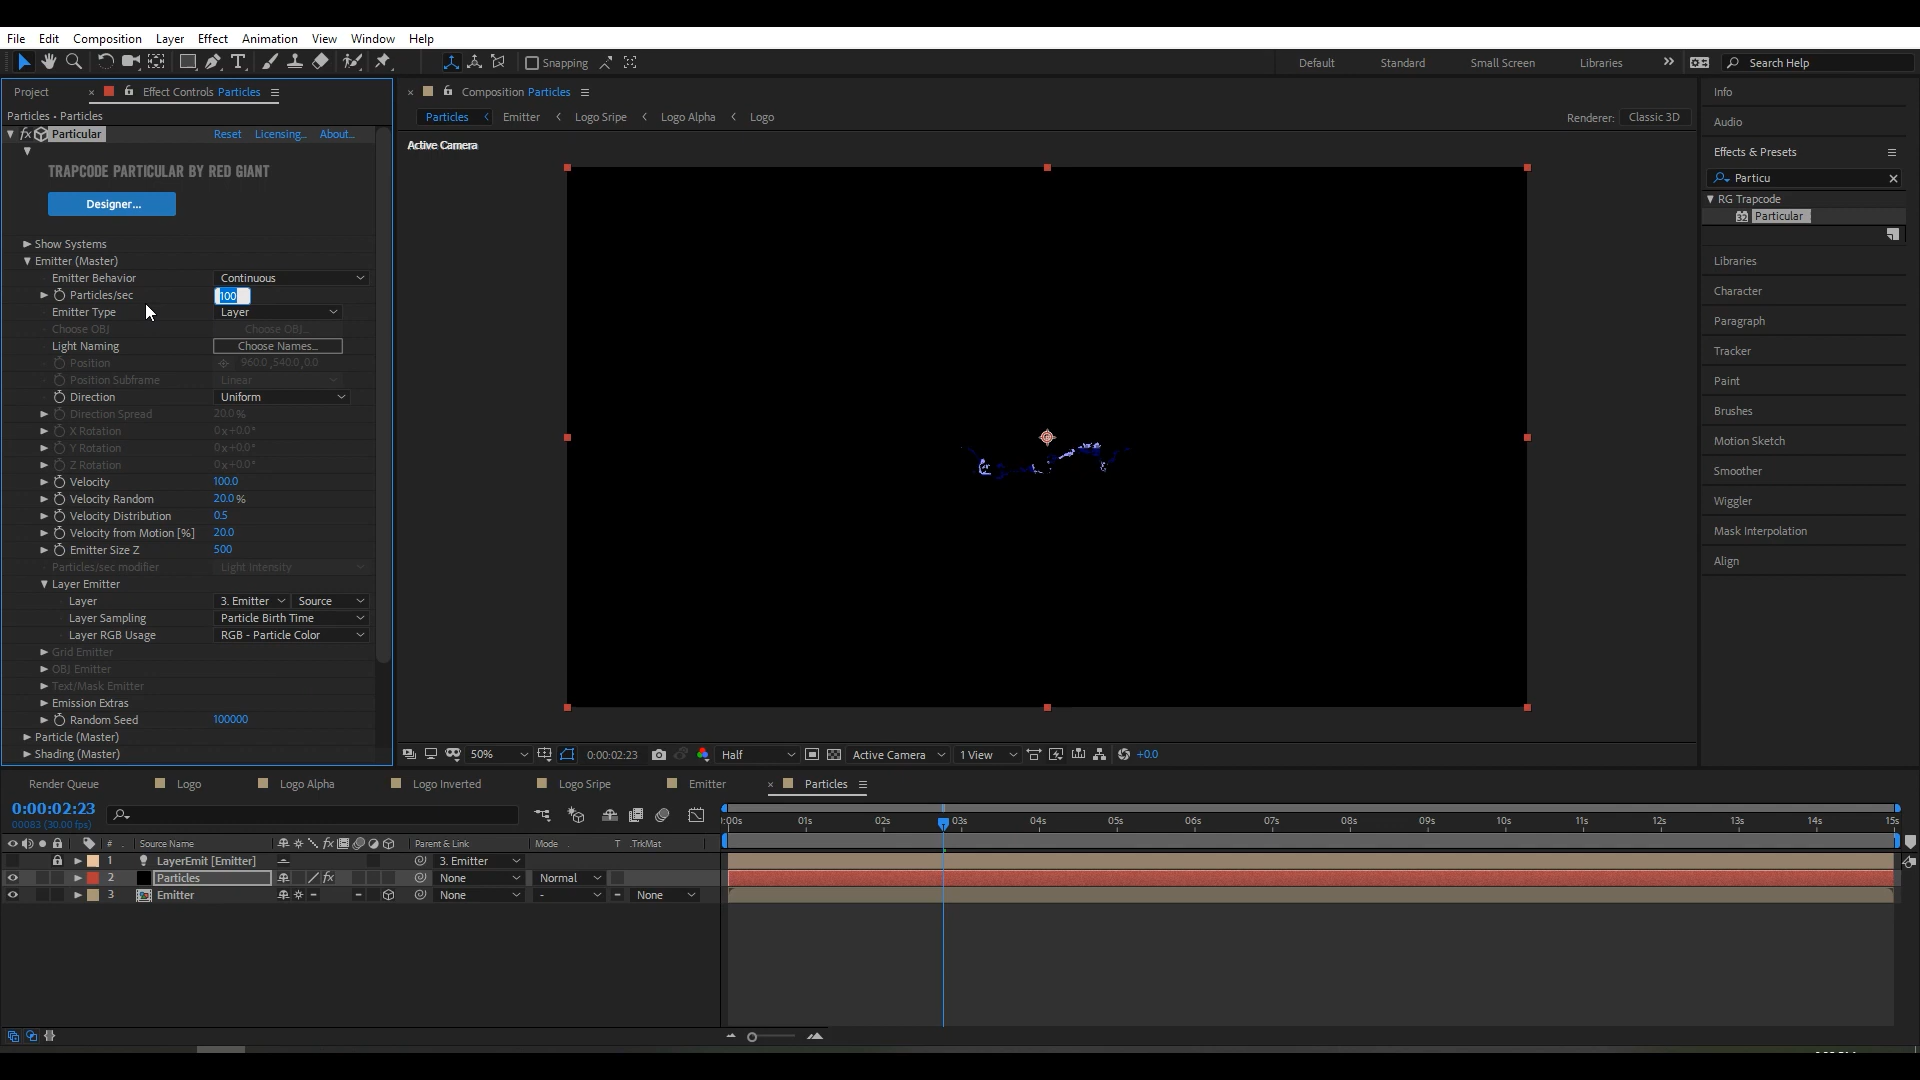 File Edit Composition Layer Effect Animation View Window Help
Snapping Default Standard Small Screen Libraries » Search Help
Project × Effect Controls Particles × Composition Particles
Particles • Particles
Particles < Emitter < Logo Sripe < Logo Alpha < Logo Renderer: Classic 3D
fx Particular Reset Licensing... About...
Active Camera
TRAPCODE PARTICULAR BY RED GIANT
Designer...
Show Systems
Emitter (Master)
Emitter Behavior Continuous
Particles/sec 100
Emitter Type Layer
Choose OBJ Choose OBJ...
Light Naming Choose Names...
Position 960.0,540.0,0.0
Position Subframe Linear
Direction Uniform
Direction Spread 20.0 %
X Rotation 0x+0.0°
Y Rotation 0x+0.0°
Z Rotation 0x+0.0°
Velocity 100.0
Velocity Random 20.0 %
Velocity Distribution 0.5
Velocity from Motion [%] 20.0
Emitter Size Z 500
Particles/sec modifier Light Intensity
Layer Emitter
Layer 3. Emitter Source
Layer Sampling Particle Birth Time
Layer RGB Usage RGB - Particle Color
Grid Emitter
OBJ Emitter
Text/Mask Emitter
Emission Extras
Random Seed 100000
Particle (Master)
Shading (Master)
50% 0:00:02:23 Half Active Camera 1 View +0.0
Info
Audio
Effects & Presets
Particu ×
RG Trapcode
32 Particular
Libraries
Character
Paragraph
Tracker
Paint
Brushes
Motion Sketch
Smoother
Wiggler
Mask Interpolation
Align
Render Queue Logo Logo Alpha Logo Inverted Logo Sripe Emitter × Particles
0:00:02:23
00083 (30.00 fps)
:00s 01s 02s 03s 04s 05s 06s 07s 08s 09s 10s 11s 12s 13s 14s 15s
# . Source Name fx Parent & Link Mode . T .TrkMat
1 LayerEmit [Emitter] 3. Emitter
2 Particles fx None Normal
3 Emitter None - None